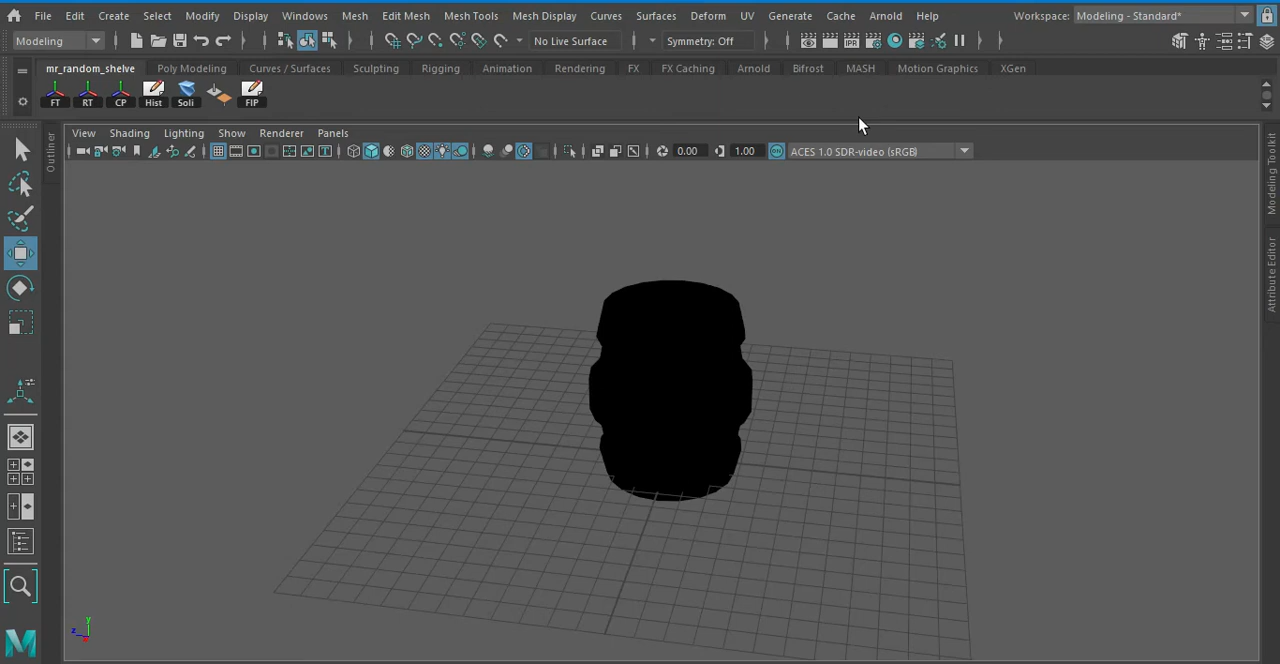 File Edit Create Select Modify Display Windows Mesh Edit Mesh Mesh Tools Mesh Display Curves Surfaces Deform UV Generate Cache Arnold Help Workspace: Modeling - Standard*
Modeling No Live Surface Symmetry: Off
mr_random_shelve Poly Modeling Curves / Surfaces Sculpting Rigging Animation Rendering FX FX Caching Arnold Bifrost MASH Motion Graphics XGen
FT RT CP Hist Soli FIP
View Shading Lighting Show Renderer Panels
0.00 1.00 ON ACES 1.0 SDR-video (sRGB)
Outliner
Modeling Toolkit
Attribute Editor
y
z